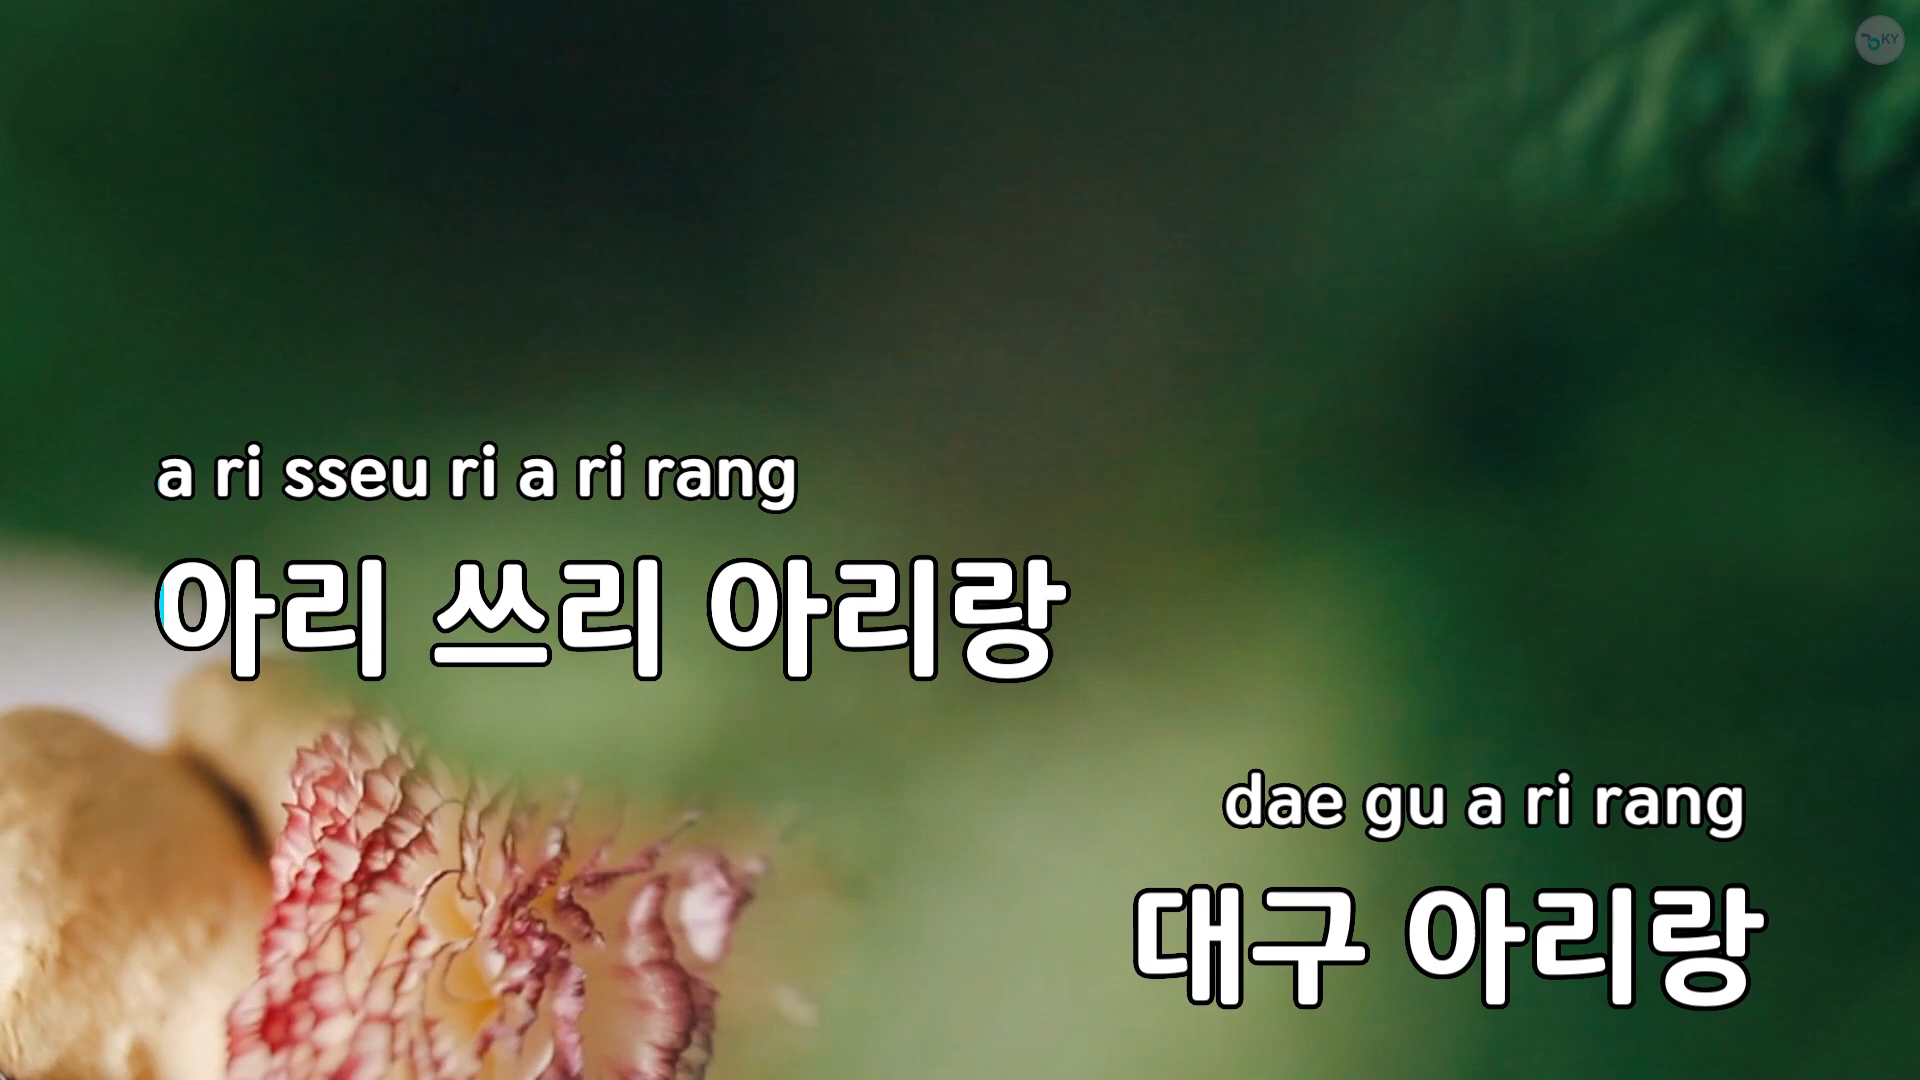 KY
a ri sseu ri a ri rang
아리 쓰리 아리랑
dae gu a ri rang
대구 아리랑